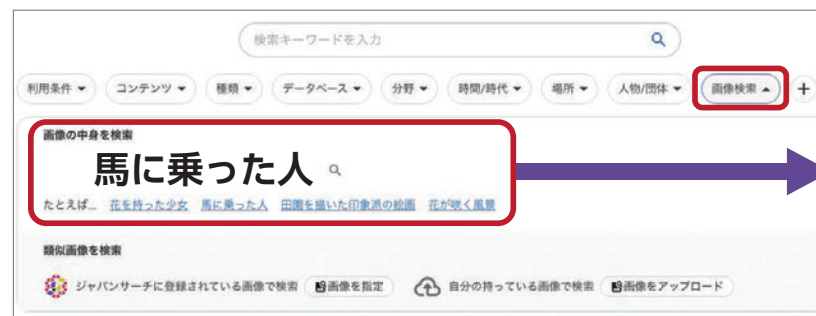 検索キーワードを入力
利用条件 コンテンツ 種類 データベース 分野 時間/時代 場所 人物/団体 画像検索 +
画像の中身を検索
馬に乗った人
たとえば... 花を持った少女 馬に乗った人 田園を描いた印象派の絵画 花が咲く風景
類似画像を検索
ジャパンサーチに登録されている画像で検索 画像を指定 自分の持っている画像で検索 画像をアップロード